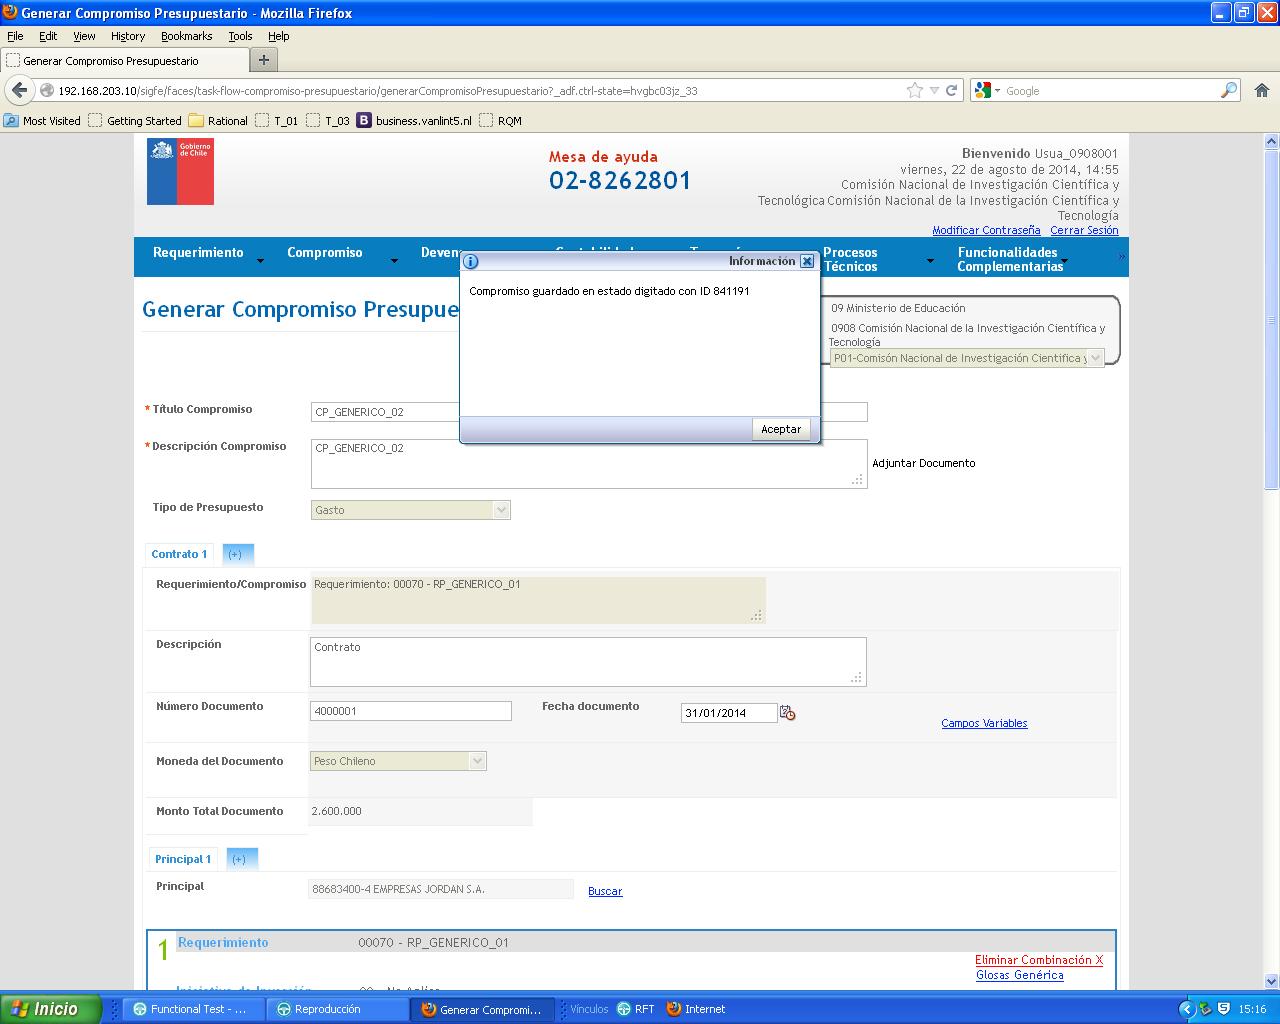 Generar Compromiso Presupuestario - Mozilla Firefox
File Edit View History Bookmarks Tools Help
Generar Compromiso Presupuestario +
192.168.203.10/sigfe/faces/task-flow-compromiso-presupuestario/generarCompromisoPresupuestario?_adf.ctrl-state=hvgbc03jz_33
Google
Most Visited Getting Started Rational T_01 T_03 business.vanlint5.nl RQM
Gobierno
de Chile
Mesa de ayuda
02-8262801
Bienvenido Usua_0908001
viernes, 22 de agosto de 2014, 14:55
Comisión Nacional de Investigación Científica y
Tecnológica Comisión Nacional de la Investigación Científica y
Tecnología
Modificar Contraseña Cerrar Sesión
Requerimiento Compromiso Procesos Técnicos Funcionalidades Complementarias »
Información
Compromiso guardado en estado digitado con ID 841191
Aceptar
Generar Compromiso Presupue
09 Ministerio de Educación
0908 Comisión Nacional de la Investigación Científica y
Tecnología
P01-Comisón Nacional de Investigación Cientifica y
* Título Compromiso CP_GENERICO_02
* Descripción Compromiso CP_GENERICO_02
Adjuntar Documento
Tipo de Presupuesto Gasto
Contrato 1 (+)
Requerimiento/Compromiso Requerimiento: 00070 - RP_GENERICO_01
Descripción Contrato
Número Documento 4000001 Fecha documento 31/01/2014
Campos Variables
Moneda del Documento Peso Chileno
Monto Total Documento 2.600.000
Principal 1 (+)
Principal 88683400-4 EMPRESAS JORDAN S.A. Buscar
1 Requerimiento 00070 - RP_GENERICO_01
Eliminar Combinación X
Glosas Genérica
Inicio Functional Test - ... Reproducción Generar Compromi... Vínculos RFT Internet 15:16